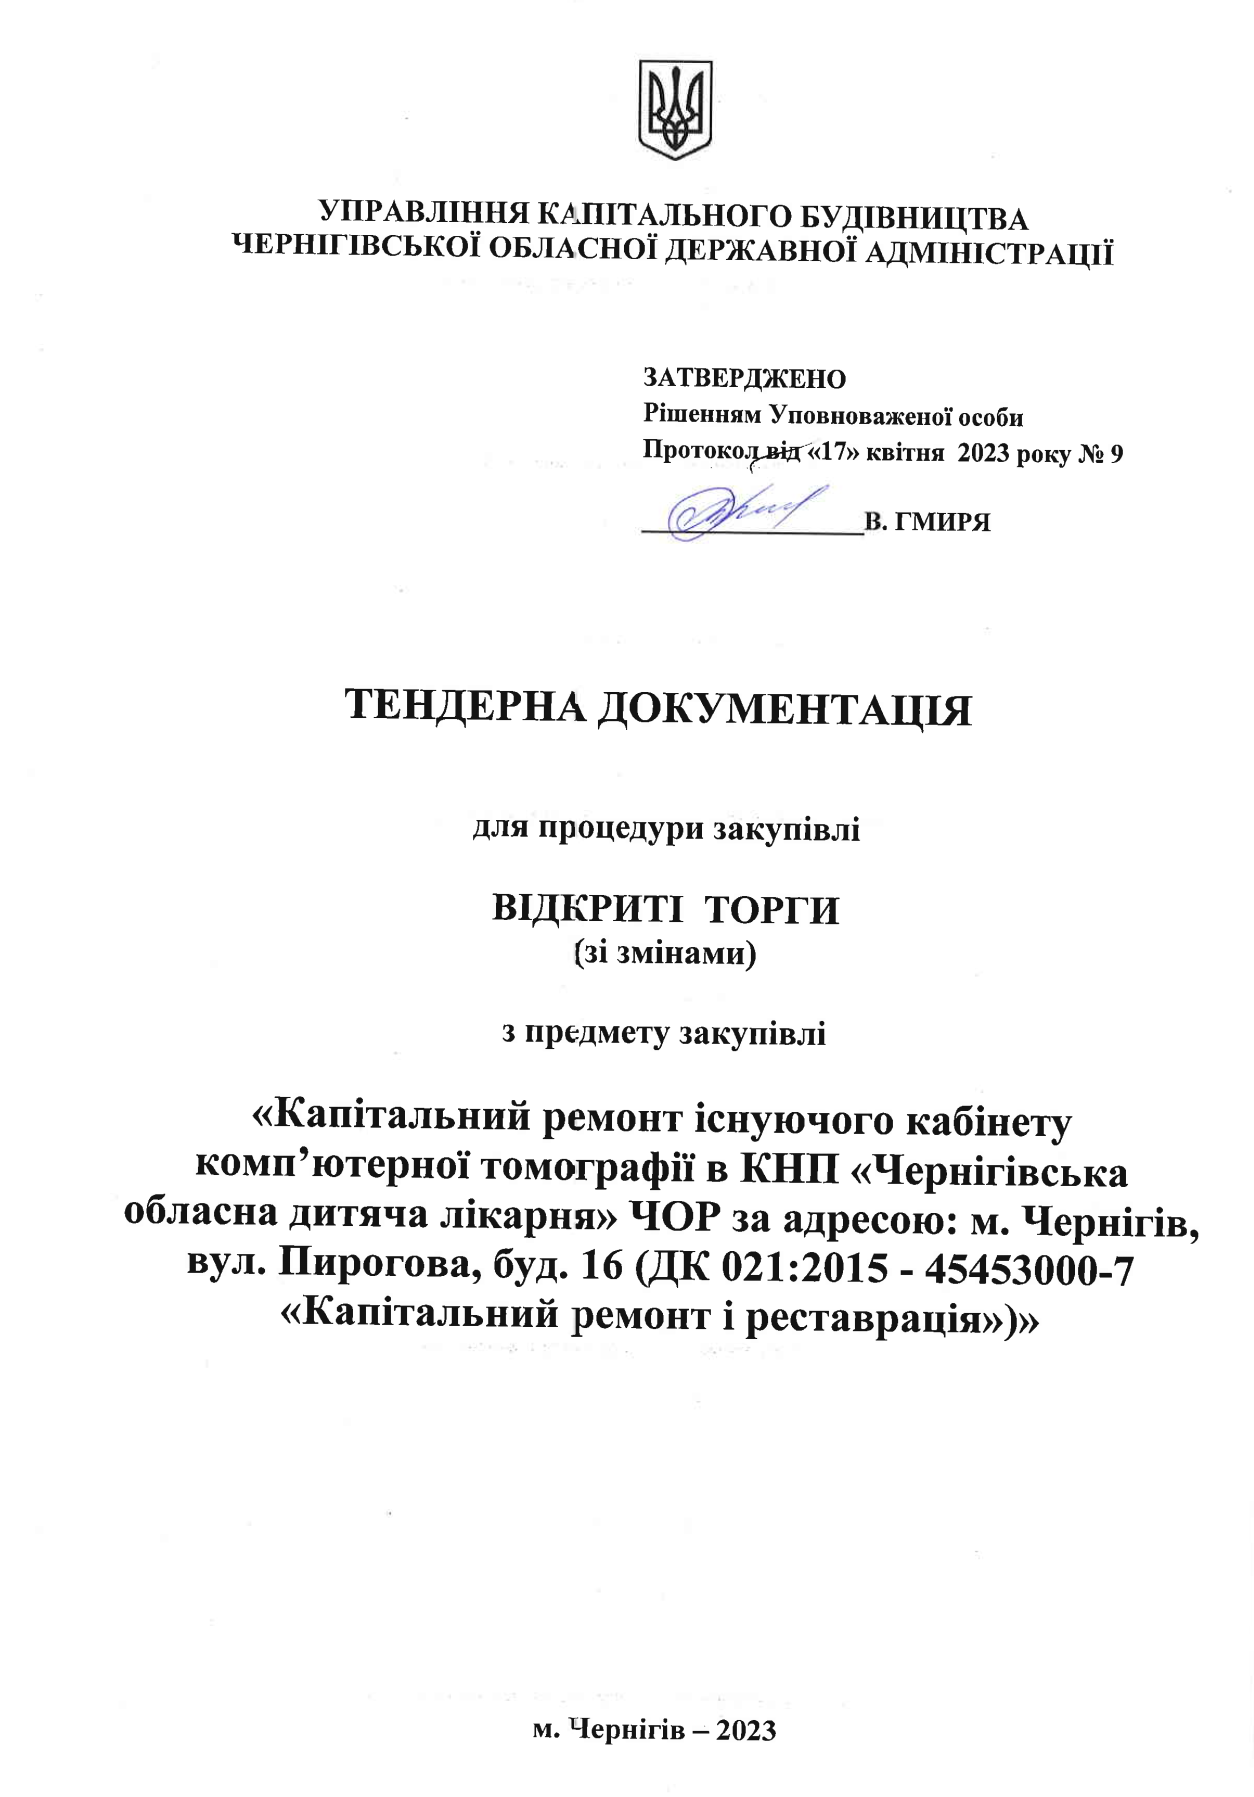 УПРАВЛІННЯ КАПІТАЛЬНОГО БУДІВНИЦТВА
ЧЕРНІГІВСЬКОЇ ОБЛАСНОЇ ДЕРЖАВНОЇ АДМІНІСТРАЦІЇ
ЗАТВЕРДЖЕНО
Рішенням Уповноваженої особи
Протокол від «17» квітня 2023 року № 9
В. ГМИРЯ
ТЕНДЕРНА ДОКУМЕНТАЦІЯ
для процедури закупівлі
ВІДКРИТІ ТОРГИ
(зі змінами)
з предмету закупівлі
«Капітальний ремонт існуючого кабінету
комп’ютерної томографії в КНП «Чернігівська
обласна дитяча лікарня» ЧОР за адресою: м. Чернігів,
вул. Пирогова, буд. 16 (ДК 021:2015 - 45453000-7
«Капітальний ремонт і реставрація»)»
м. Чернігів – 2023